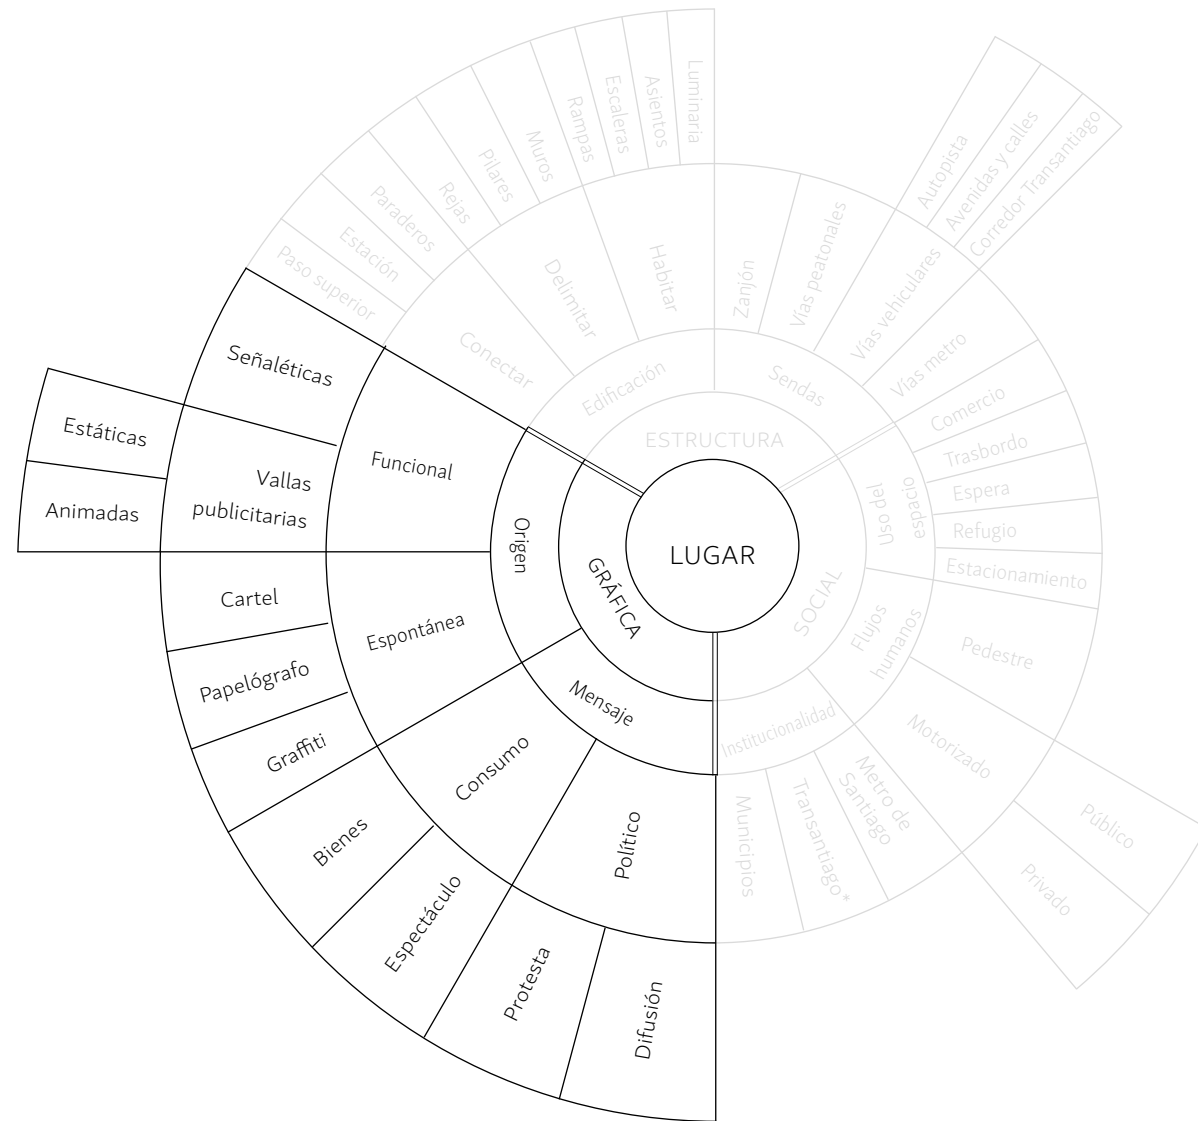 LUGAR
GRÁFICA
Origen
Funcional
Señaléticas
Vallas
publicitarias
Estáticas
Animadas
Espontánea
Cartel
Papelógrafo
Graffiti
Mensaje
Consumo
Bienes
Espectáculo
Político
Protesta
Difusión
ESTRUCTURA
Edificación
Conectar
Paso superior
Estación
Paraderos
Delimitar
Rejas
Pilares
Muros
Habitar
Rampas
Escaleras
Asientos
Luminaria
Sendas
Zanjón
Vías peatonales
Vías vehiculares
Autopista
Avenidas y calles
Corredor Transantiago
Vías metro
SOCIAL
Uso del
espacio
Comercio
Trasbordo
Espera
Refugio
Estacionamiento
Flujos
humanos
Pedestre
Motorizado
Público
Privado
Institucionalidad
Metro de
Santiago
Transantiago*
Municipios